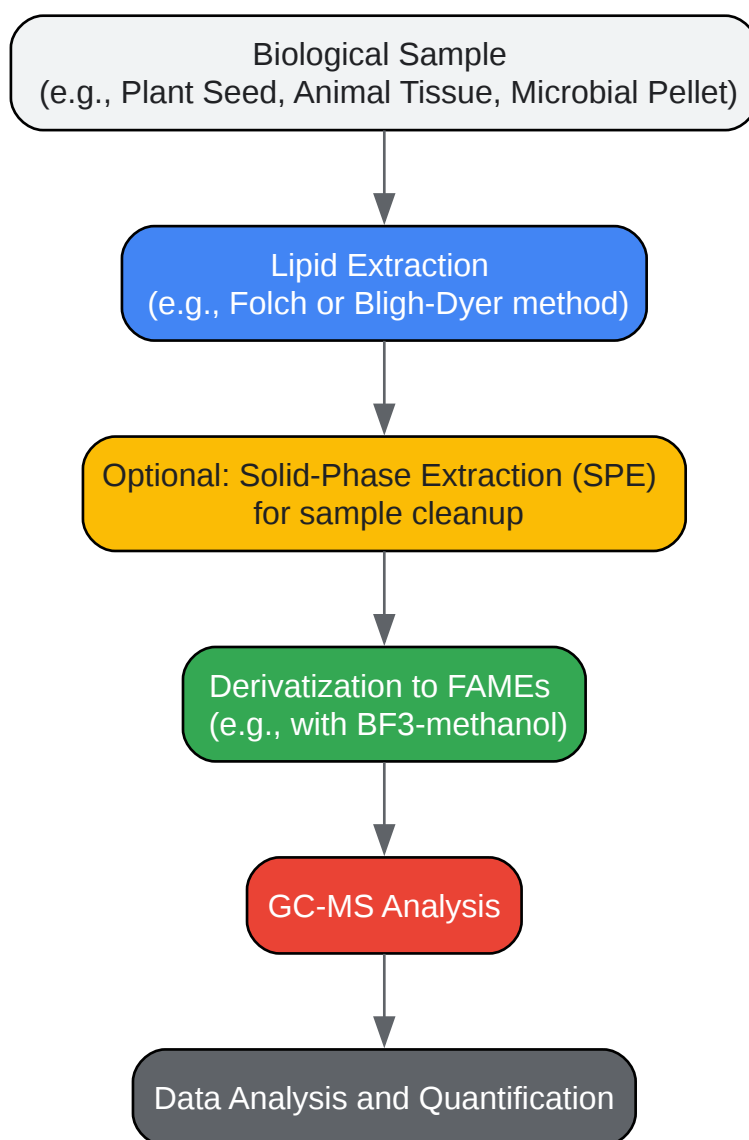 Biological Sample
(e.g., Plant Seed, Animal Tissue, Microbial Pellet)
Lipid Extraction
(e.g., Folch or Bligh-Dyer method)
Optional: Solid-Phase Extraction (SPE)
for sample cleanup
Derivatization to FAMEs
(e.g., with BF3-methanol)
GC-MS Analysis
Data Analysis and Quantification